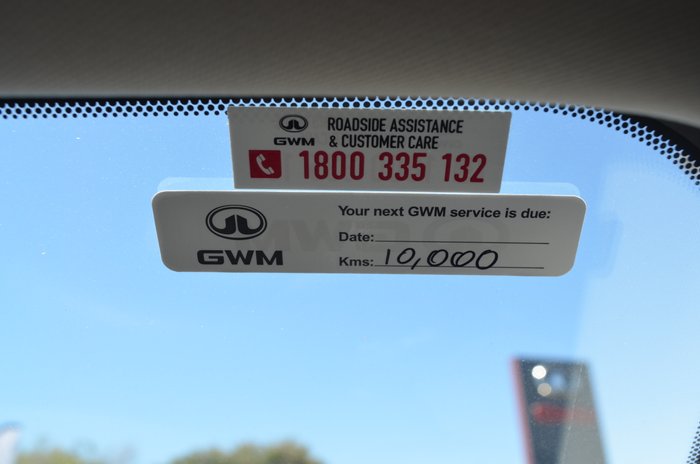 ROADSIDE ASSISTANCE
& CUSTOMER CARE
GWM
1800 335 132
Your next GWM service is due:
Date:
Kms: 10,000
GWM